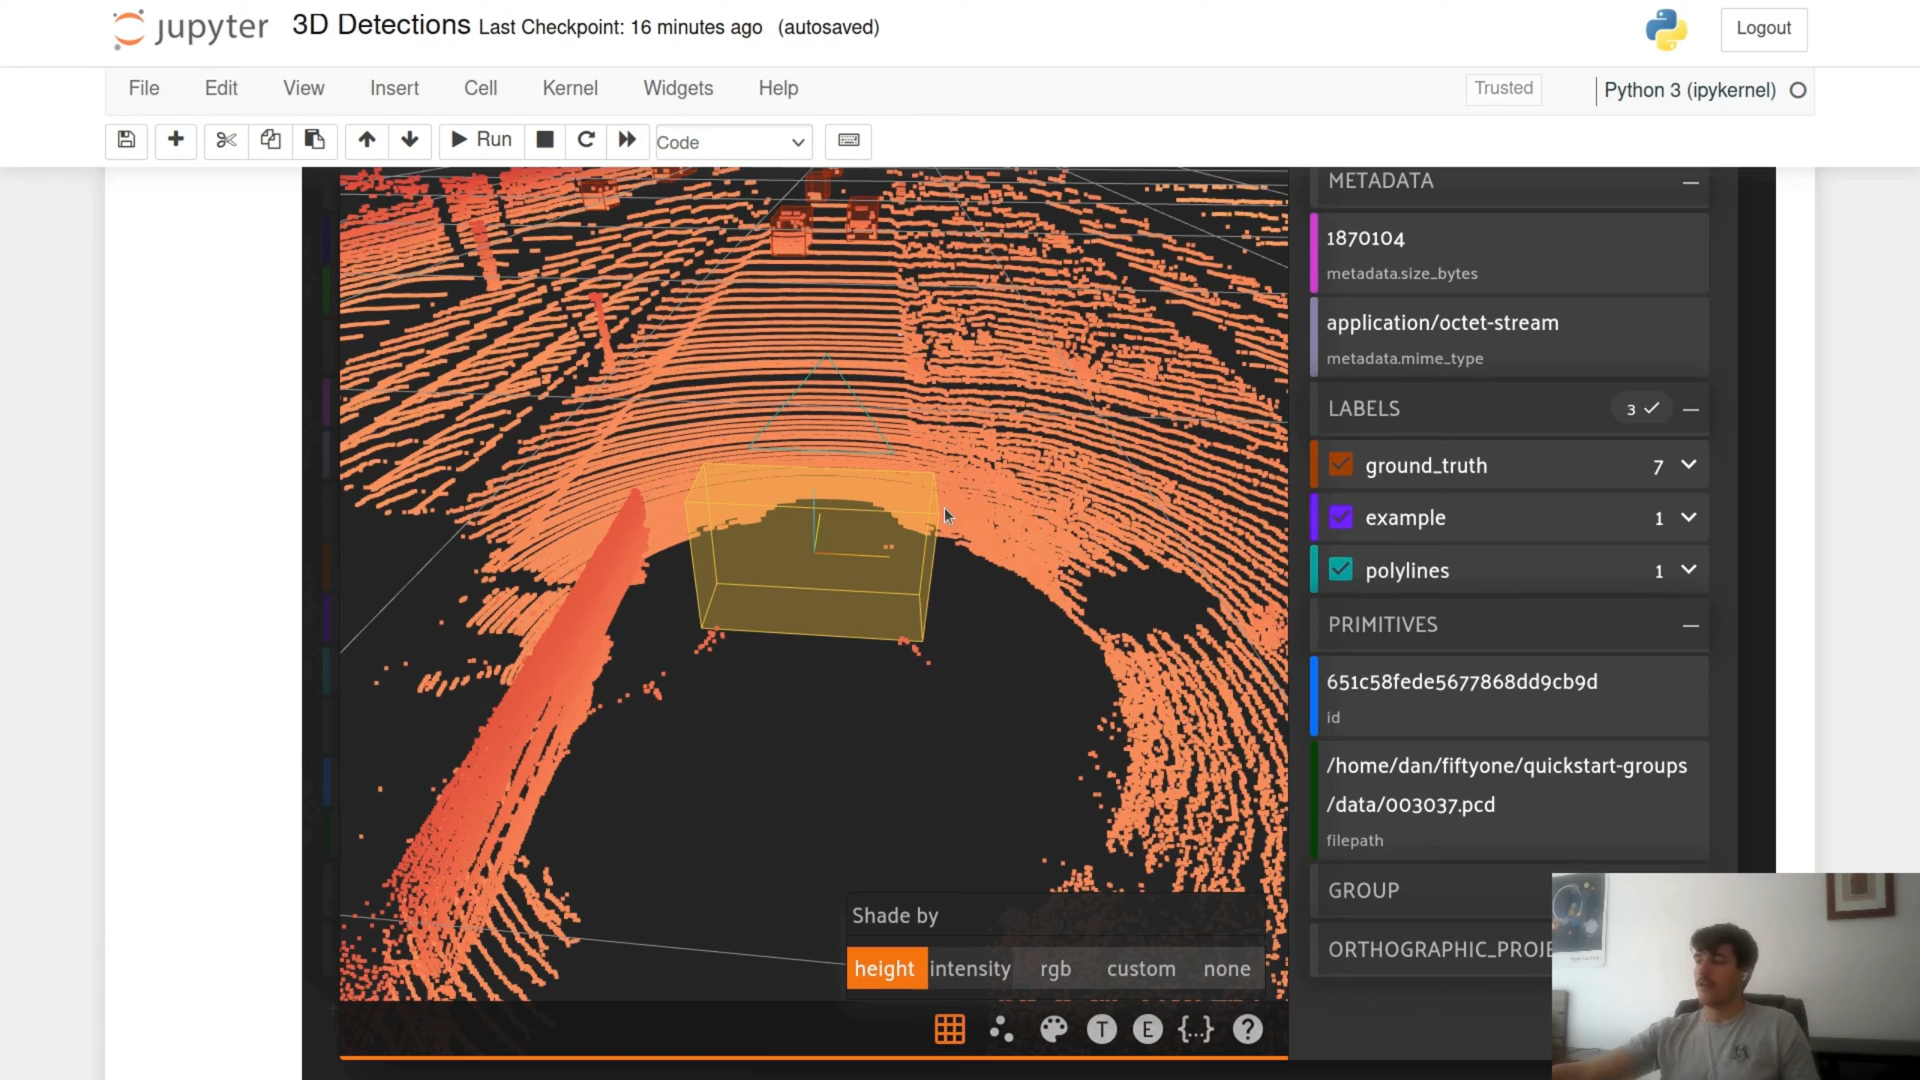 jupyter 3D Detections Last Checkpoint: 16 minutes ago (autosaved) Logout
File Edit View Insert Cell Kernel Widgets Help Trusted Python 3 (ipykernel)
Run Code
METADATA
1870104
metadata.size_bytes
application/octet-stream
metadata.mime_type
LABELS 3
ground_truth 7
example 1
polylines 1
PRIMITIVES
651c58fede5677868dd9cb9d
id
/home/dan/fiftyone/quickstart-groups
/data/003037.pcd
filepath
GROUP
ORTHOGRAPHIC_PROJE
Shade by
height intensity rgb custom none
T E {...} ?